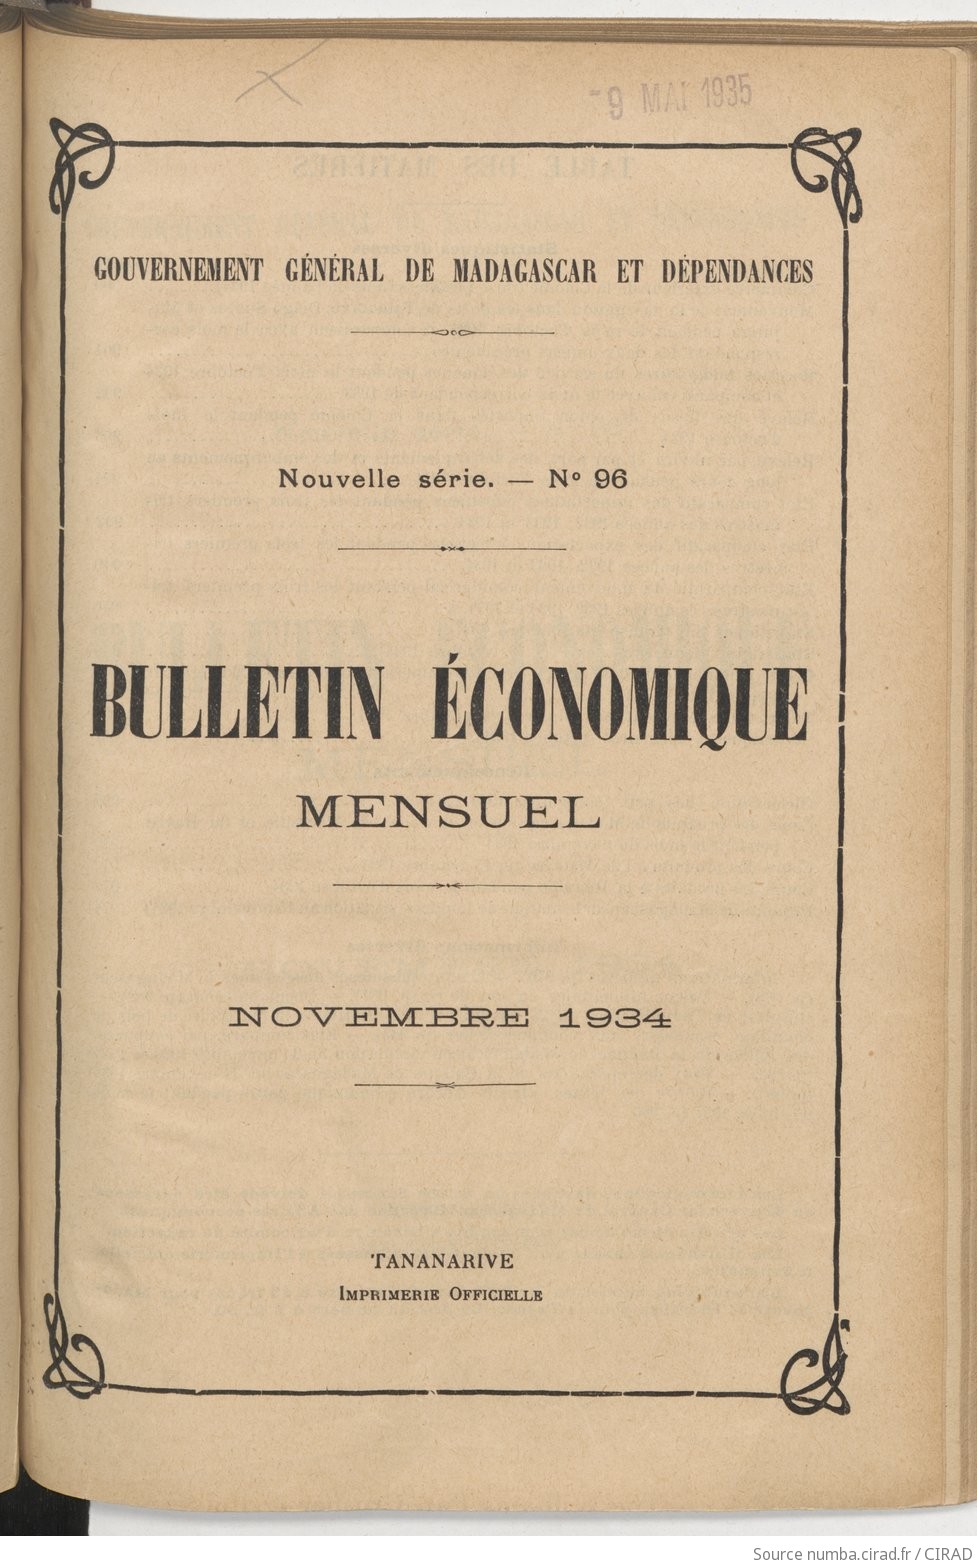 -9 MAI 1935
GOUVERNEMENT GÉNÉRAL DE MADAGASCAR ET DÉPENDANCES
Nouvelle série. — Nº 96
BULLETIN ÉCONOMIQUE
MENSUEL
NOVEMBRE 1934
TANANARIVE
IMPRIMERIE OFFICIELLE
Source numba.cirad.fr / CIRAD